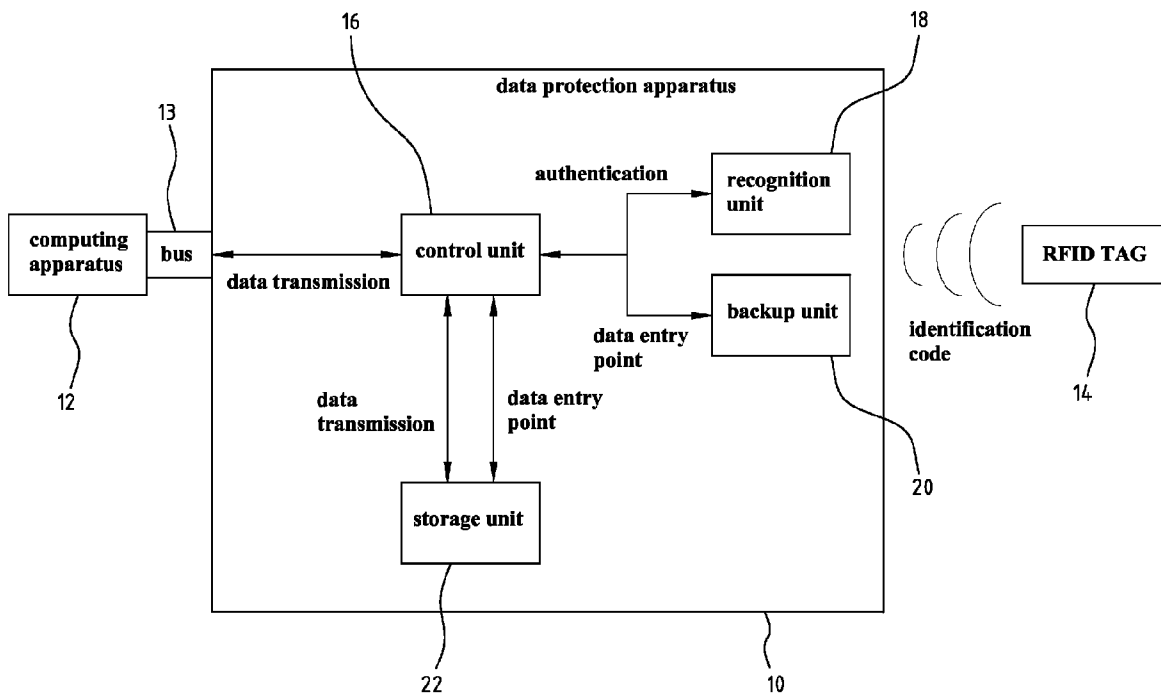 16
18
data protection apparatus
13
authentication
recognition
unit
computing
apparatus
bus
control unit
RFID TAG
data transmission
backup unit
identification
code
data entry
point
12
14
data
transmission
data entry
point
20
storage unit
22
10